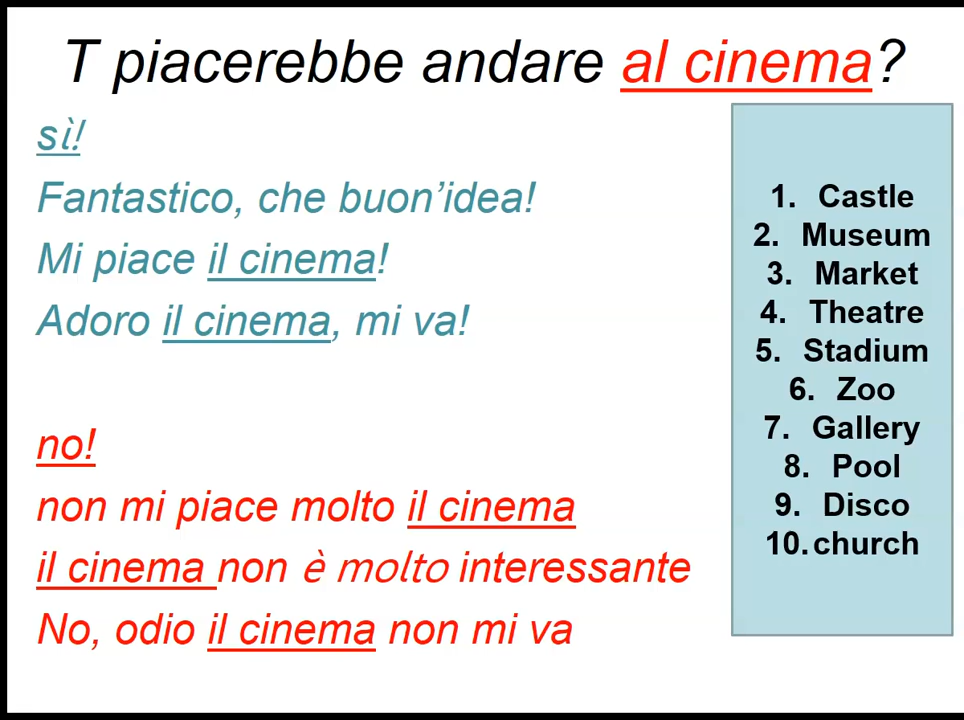 T piacerebbe andare al cinema?
sì!
Fantastico, che buon’idea!
Mi piace il cinema!
Adoro il cinema, mi va!
no!
non mi piace molto il cinema
il cinema non è molto interessante
No, odio il cinema non mi va
1. Castle
2. Museum
3. Market
4. Theatre
5. Stadium
6. Zoo
7. Gallery
8. Pool
9. Disco
10. church